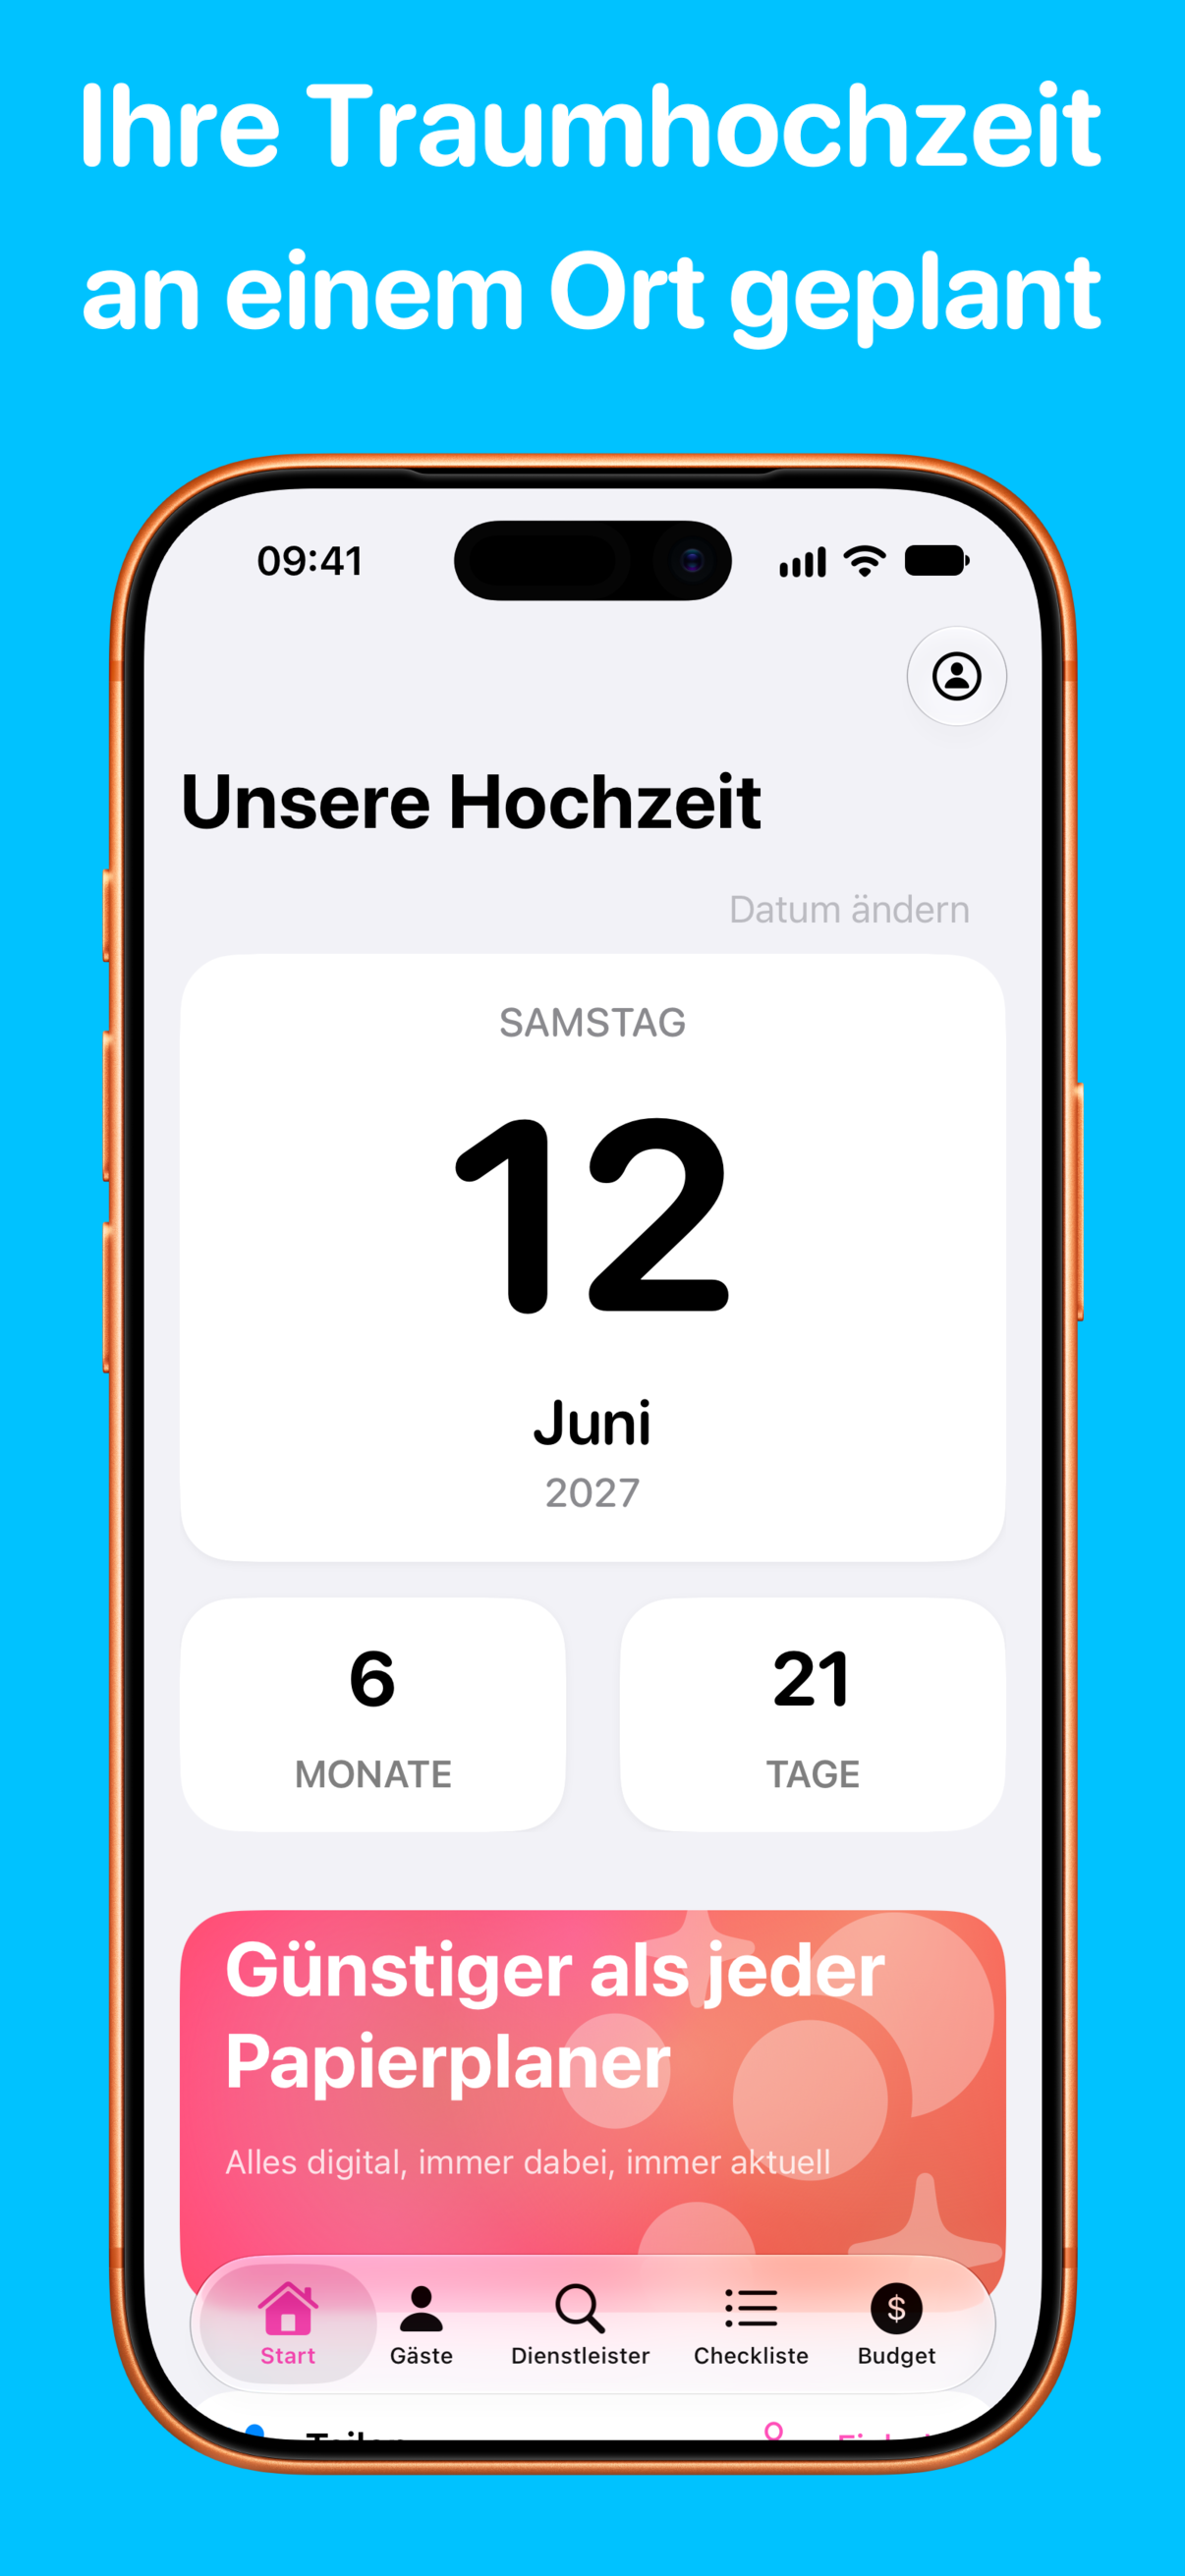 Ihre Traumhochzeit
an einem Ort geplant
09:41
Unsere Hochzeit
Datum ändern
SAMSTAG
12
Juni
2027
6
MONATE
21
TAGE
Günstiger als jeder
Papierplaner
Alles digital, immer dabei, immer aktuell
Start
Gäste
Dienstleister
Checkliste
$
Budget